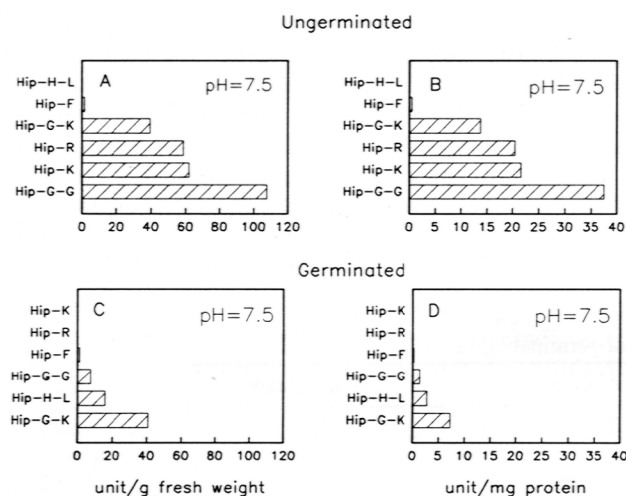 Ungerminated
A
pH=7.5
Hip-H-L
Hip-F
Hip-G-K
Hip-R
Hip-K
Hip-G-G
0 20 40 60 80 100 120
B
pH=7.5
Hip-H-L
Hip-F
Hip-G-K
Hip-R
Hip-K
Hip-G-G
0 5 10 15 20 25 30 35 40
Germinated
C
pH=7.5
Hip-K
Hip-R
Hip-F
Hip-G-G
Hip-H-L
Hip-G-K
0 20 40 60 80 100 120
unit/g fresh weight
D
pH=7.5
Hip-K
Hip-R
Hip-F
Hip-G-G
Hip-H-L
Hip-G-K
0 5 10 15 20 25 30 35 40
unit/mg protein